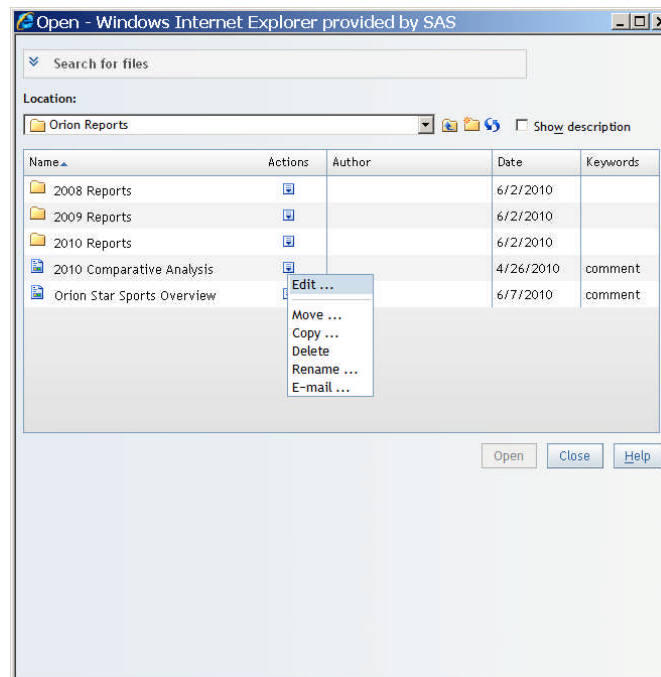 Open - Windows Internet Explorer provided by SAS
Search for files
Location:
Orion Reports
Show description
Name Actions Author Date Keywords
2008 Reports 6/2/2010
2009 Reports 6/2/2010
2010 Reports 6/2/2010
2010 Comparative Analysis 4/26/2010 comment
Orion Star Sports Overview 6/7/2010 comment
Edit ...
Move ...
Copy ...
Delete
Rename ...
E-mail ...
Open Close Help